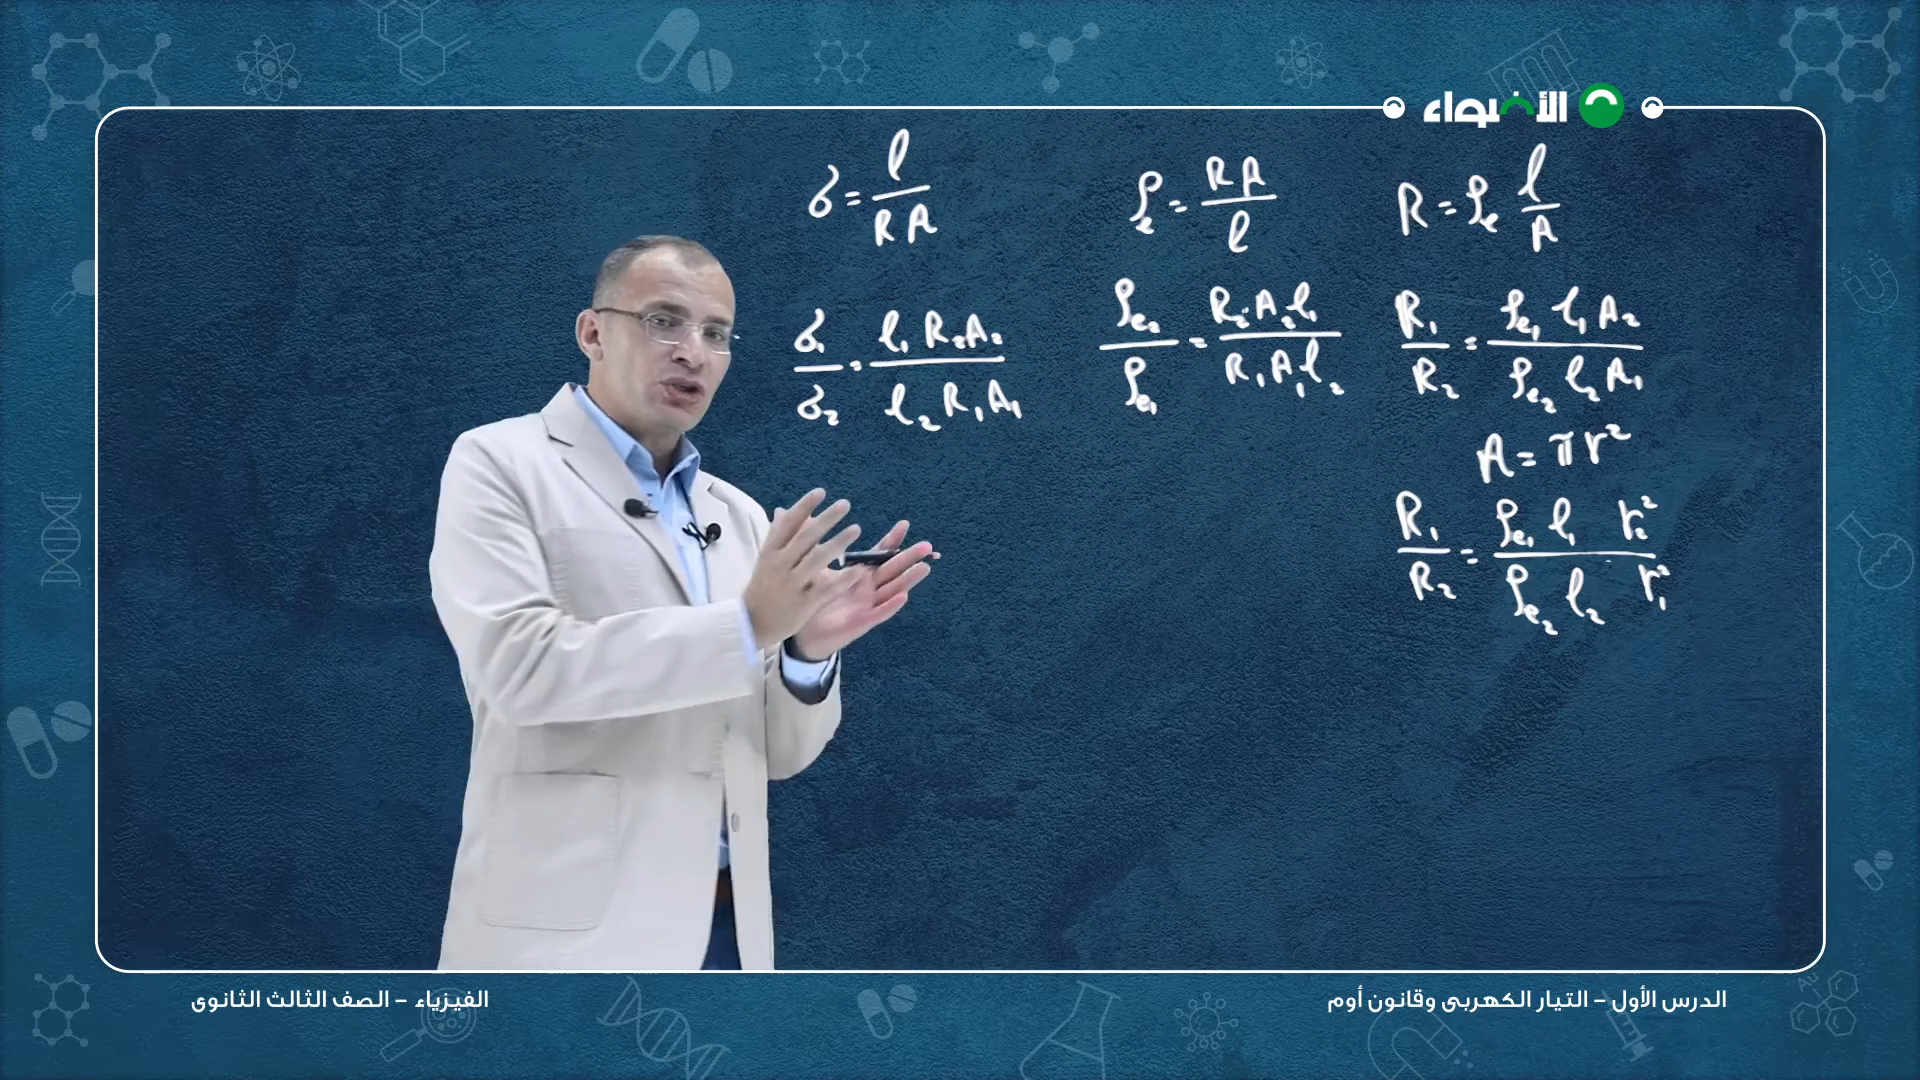 الأضواء
σ = l / RA
ρe = RA / l
R = ρe l / A
σ1 / σ2 = l1 R2 A2 / l2 R1 A1
ρe2 / ρe1 = R2 A2 l1 / R1 A1 l2
R1 / R2 = ρe1 l1 A2 / ρe2 l2 A1
A = πr²
R1 / R2 = ρe1 l1 r2² / ρe2 l2 r1²
الدرس الأول – التيار الكهربى وقانون أوم
الفيزياء – الصف الثالث الثانوى